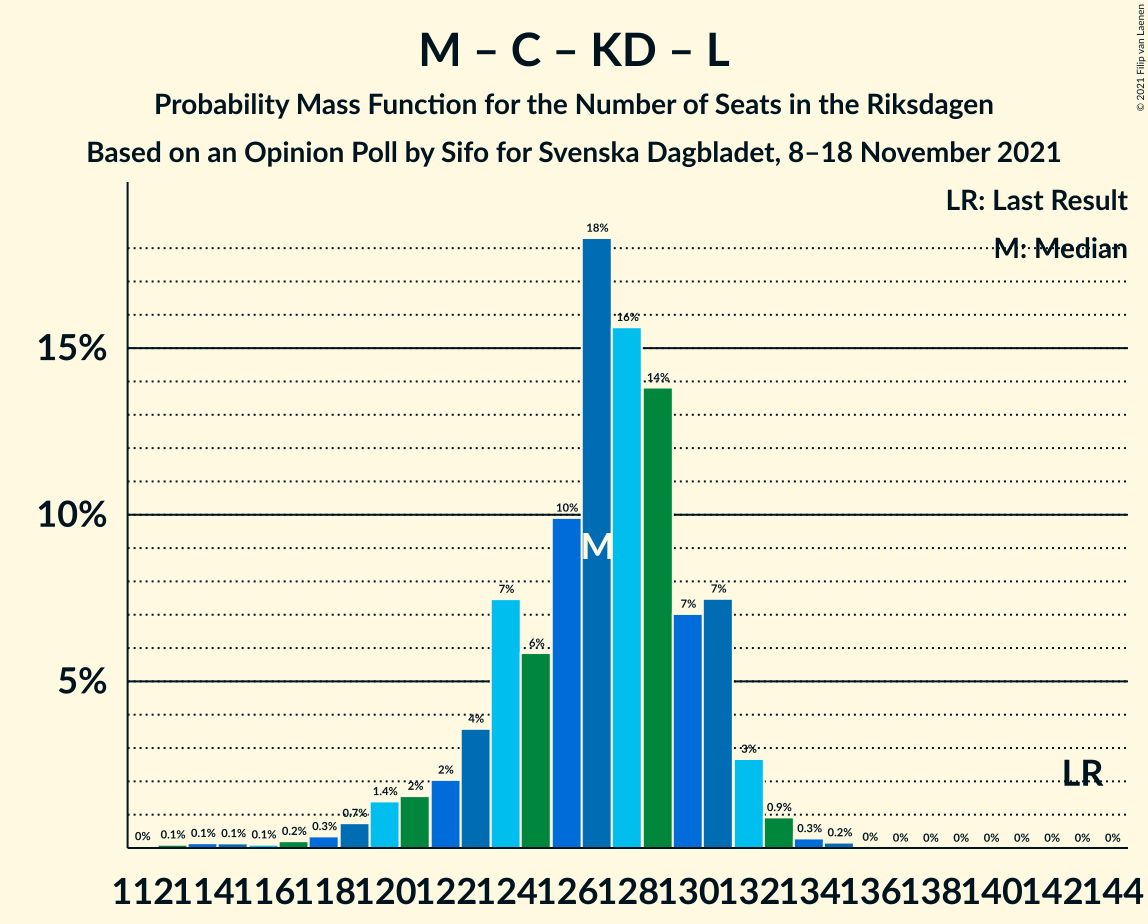 M – C – KD – L
Probability Mass Function for the Number of Seats in the Riksdagen
Based on an Opinion Poll by Sifo for Svenska Dagbladet, 8–18 November 2021
© 2021 Filip van Laenen
LR: Last Result
M: Median
15%
10%
5%
0% 0.1% 0.1% 0.1% 0.1% 0.2% 0.3% 0.7% 1.4% 2% 2% 4% 7% 6% 10% 18% 16% 14% 7% 7% 3% 0.9% 0.3% 0.2% 0% 0% 0% 0% 0% 0% 0% 0% 0%
M
LR
112 114 116 118 120 122 124 126 128 130 132 134 136 138 140 142 144